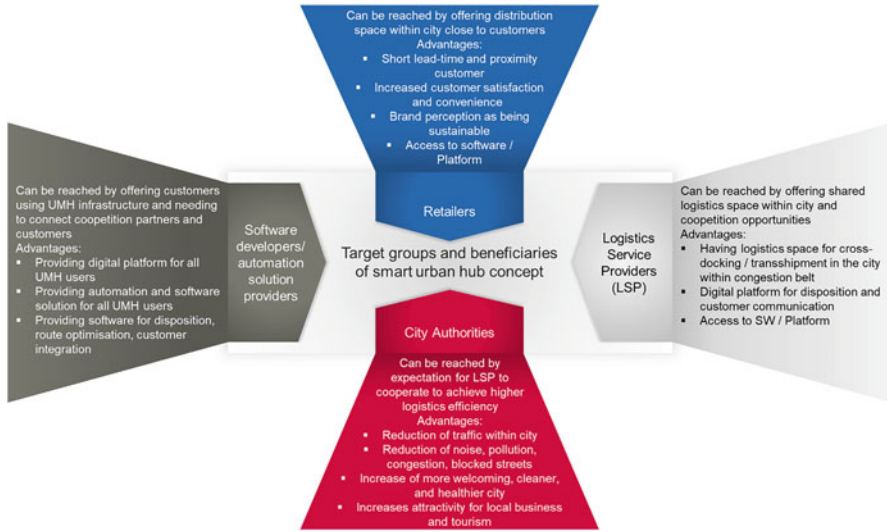 Can be reached by offering distribution
space within city close to customers
Advantages:
▪ Short lead-time and proximity
customer
▪ Increased customer satisfaction
and convenience
▪ Brand perception as being
sustainable
▪ Access to software /
Platform
Retailers
Can be reached by offering customers
using UMH infrastructure and needing
to connect coopetition partners and
customers
Advantages:
▪ Providing digital platform for all
UMH users
▪ Providing automation and software
solution for all UMH users
▪ Providing software for disposition,
route optimisation, customer
integration
Software
developers/
automation
solution
providers
Target groups and beneficiaries
of smart urban hub concept
Logistics
Service
Providers
(LSP)
Can be reached by offering shared
logistics space within city and
coopetition opportunities
Advantages:
▪ Having logistics space for cross-
docking / transshipment in the city
within congestion belt
▪ Digital platform for disposition and
customer communication
▪ Access to SW / Platform
City Authorities
Can be reached by
expectation for LSP to
cooperate to achieve higher
logistics efficiency
Advantages:
▪ Reduction of traffic within city
▪ Reduction of noise, pollution,
congestion, blocked streets
▪ Increase of more welcoming, cleaner,
and healthier city
▪ Increases attractivity for local business
and tourism